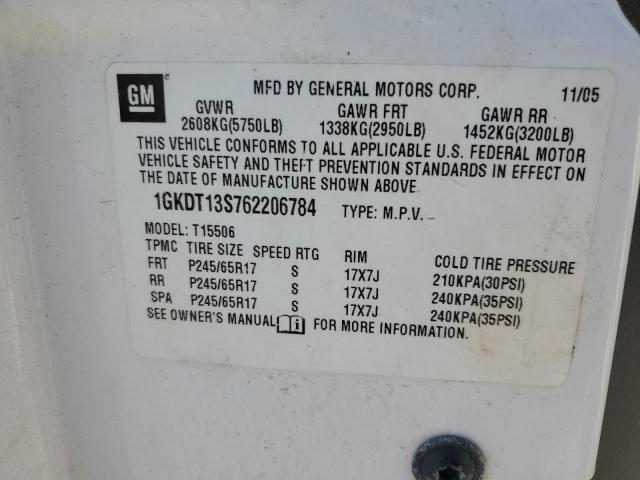 GM
MFD BY GENERAL MOTORS CORP. 11/05
GVWR GAWR FRT GAWR RR
2608KG(5750LB) 1338KG(2950LB) 1452KG(3200LB)
THIS VEHICLE CONFORMS TO ALL APPLICABLE U.S. FEDERAL MOTOR
VEHICLE SAFETY AND THEFT PREVENTION STANDARDS IN EFFECT ON
THE DATE OF MANUFACTURE SHOWN ABOVE.
1GKDT13S762206784 TYPE: M.P.V.
MODEL: T15506
TPMC TIRE SIZE SPEED RTG RIM COLD TIRE PRESSURE
FRT P245/65R17 S 17X7J 210KPA(30PSI)
RR P245/65R17 S 17X7J 240KPA(35PSI)
SPA P245/65R17 S 17X7J 240KPA(35PSI)
SEE OWNER'S MANUAL i FOR MORE INFORMATION.